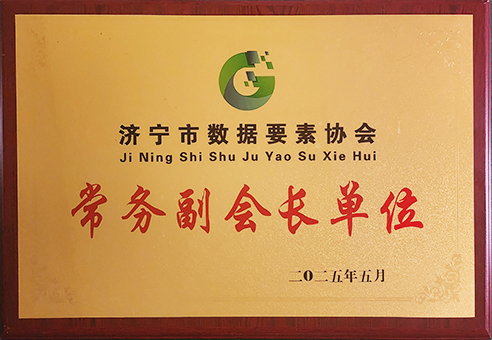 济宁市数据要素协会
Ji Ning Shi Shu Ju Yao Su Xie Hui
常务副会长单位
二0二五年五月